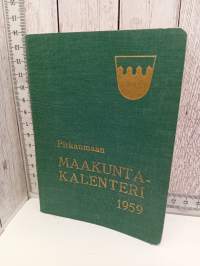 Pirkanmaan
MAAKUNTA-
KALENTERI
1959